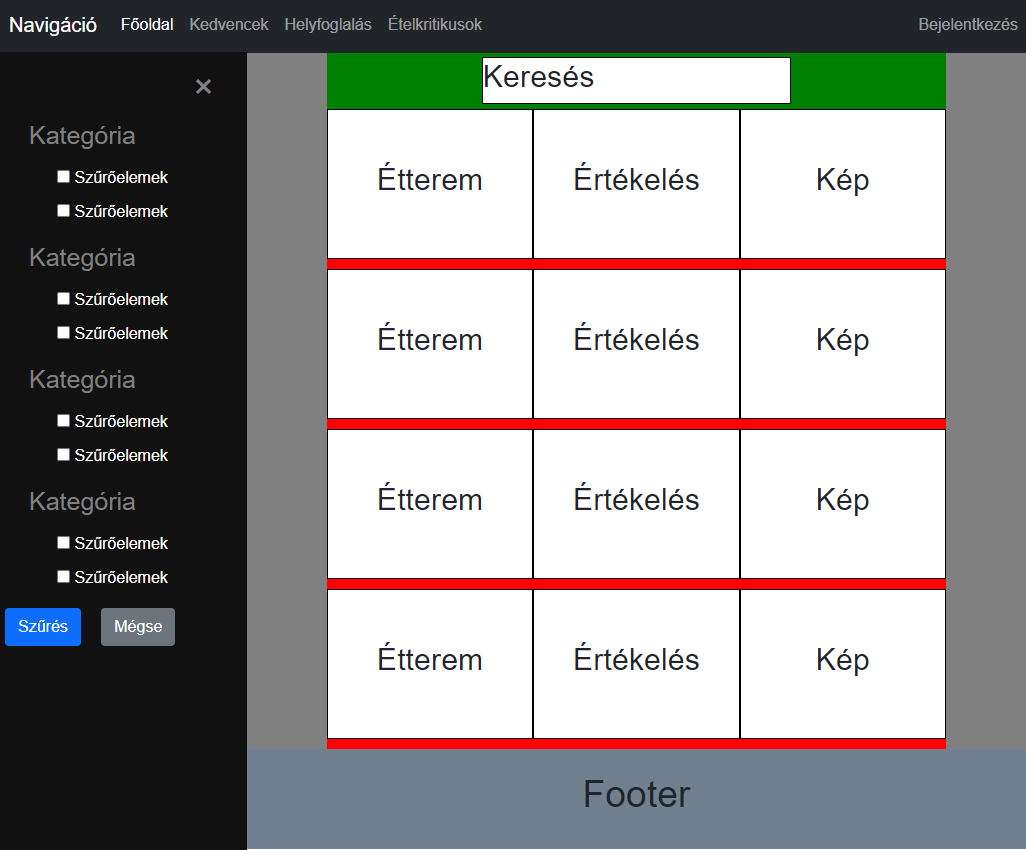 Navigáció Főoldal Kedvencek Helyfoglalás Ételkritikusok Bejelentkezés
×
Kategória
Szűrőelemek
Szűrőelemek
Kategória
Szűrőelemek
Szűrőelemek
Kategória
Szűrőelemek
Szűrőelemek
Kategória
Szűrőelemek
Szűrőelemek
Szűrés Mégse
Keresés
Étterem Értékelés Kép
Étterem Értékelés Kép
Étterem Értékelés Kép
Étterem Értékelés Kép
Footer